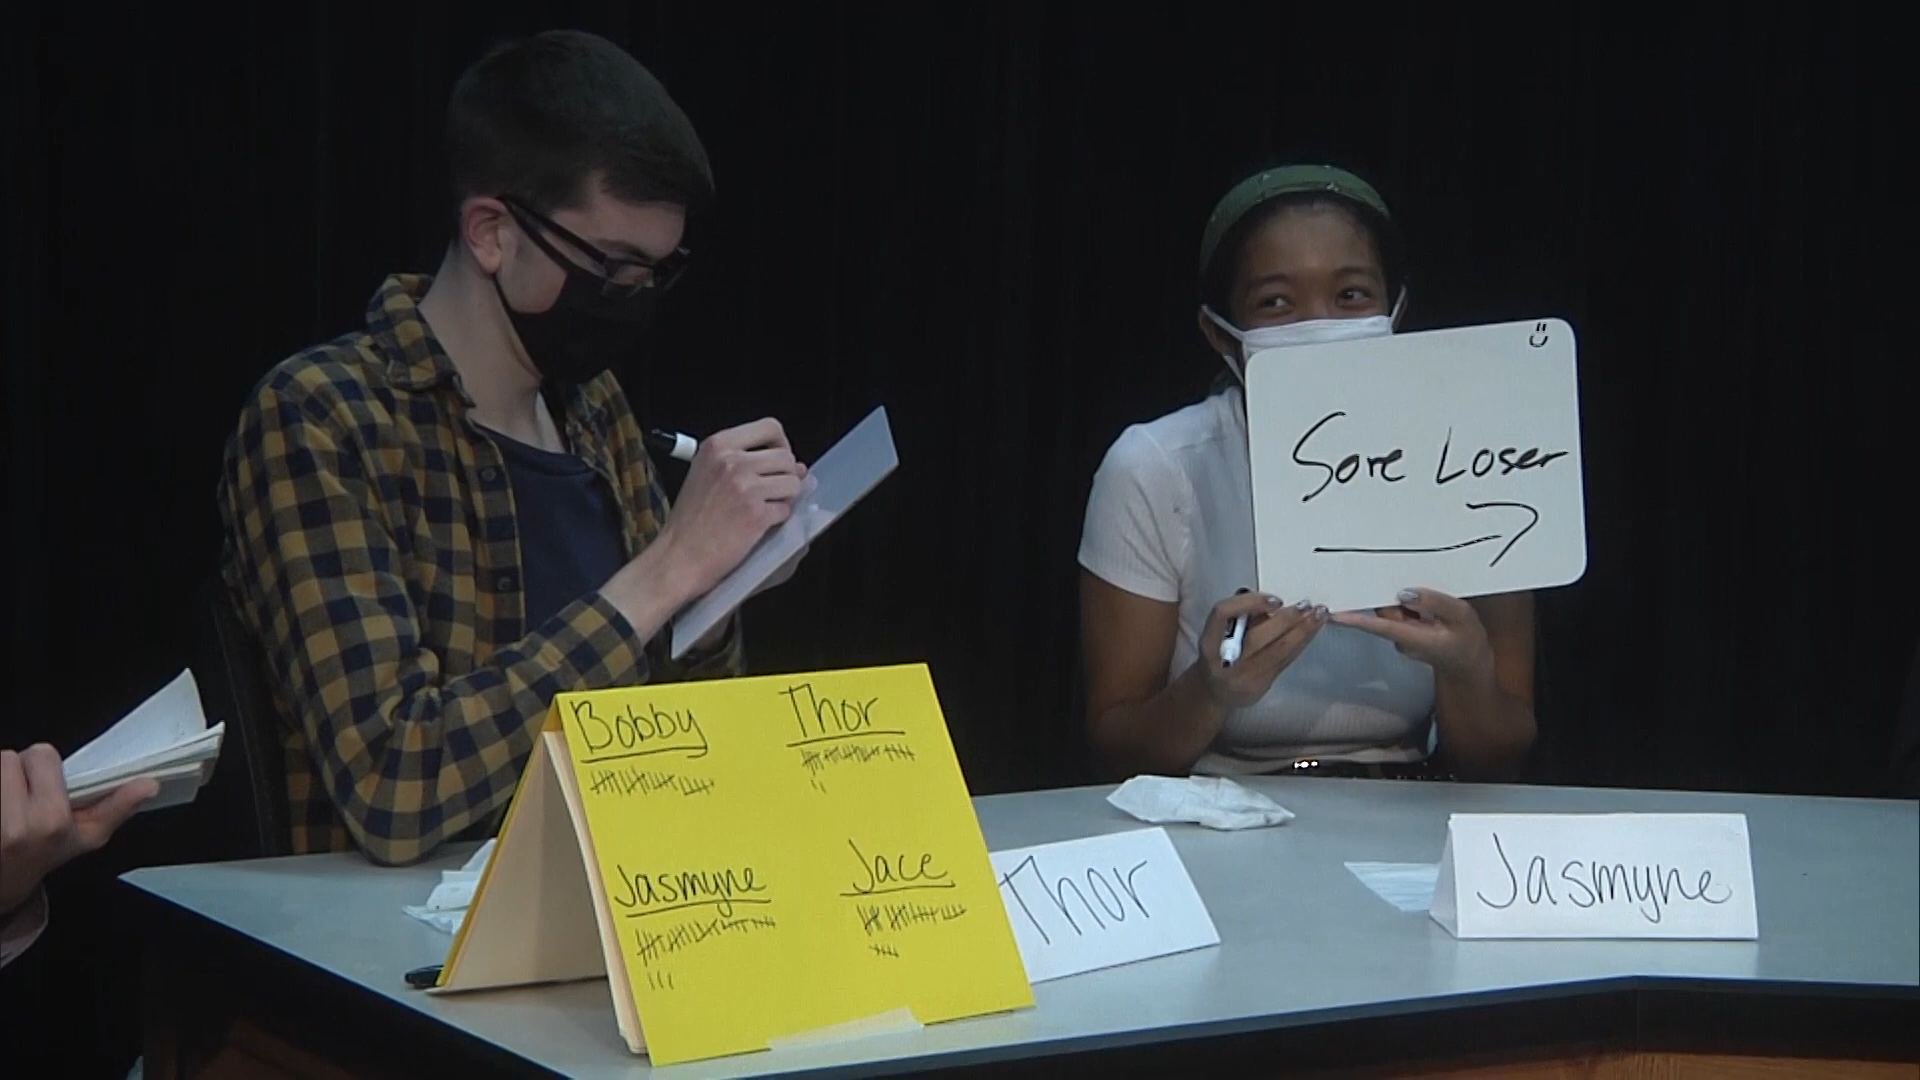 Sore Loser
Bobby
Thor
Jasmyne
Jace
Thor
Jasmyne